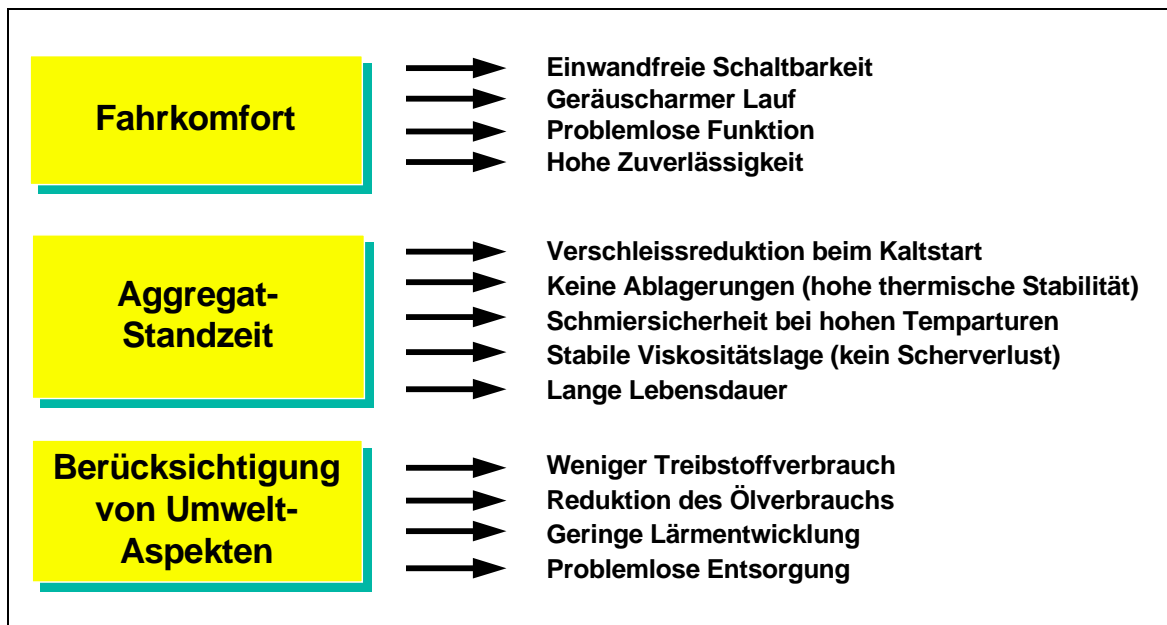 Fahrkomfort
Einwandfreie Schaltbarkeit
Geräuscharmer Lauf
Problemlose Funktion
Hohe Zuverlässigkeit
Aggregat-
Standzeit
Verschleissreduktion beim Kaltstart
Keine Ablagerungen (hohe thermische Stabilität)
Schmiersicherheit bei hohen Temparturen
Stabile Viskositätslage (kein Scherverlust)
Lange Lebensdauer
Berücksichtigung
von Umwelt-
Aspekten
Weniger Treibstoffverbrauch
Reduktion des Ölverbrauchs
Geringe Lärmentwicklung
Problemlose Entsorgung